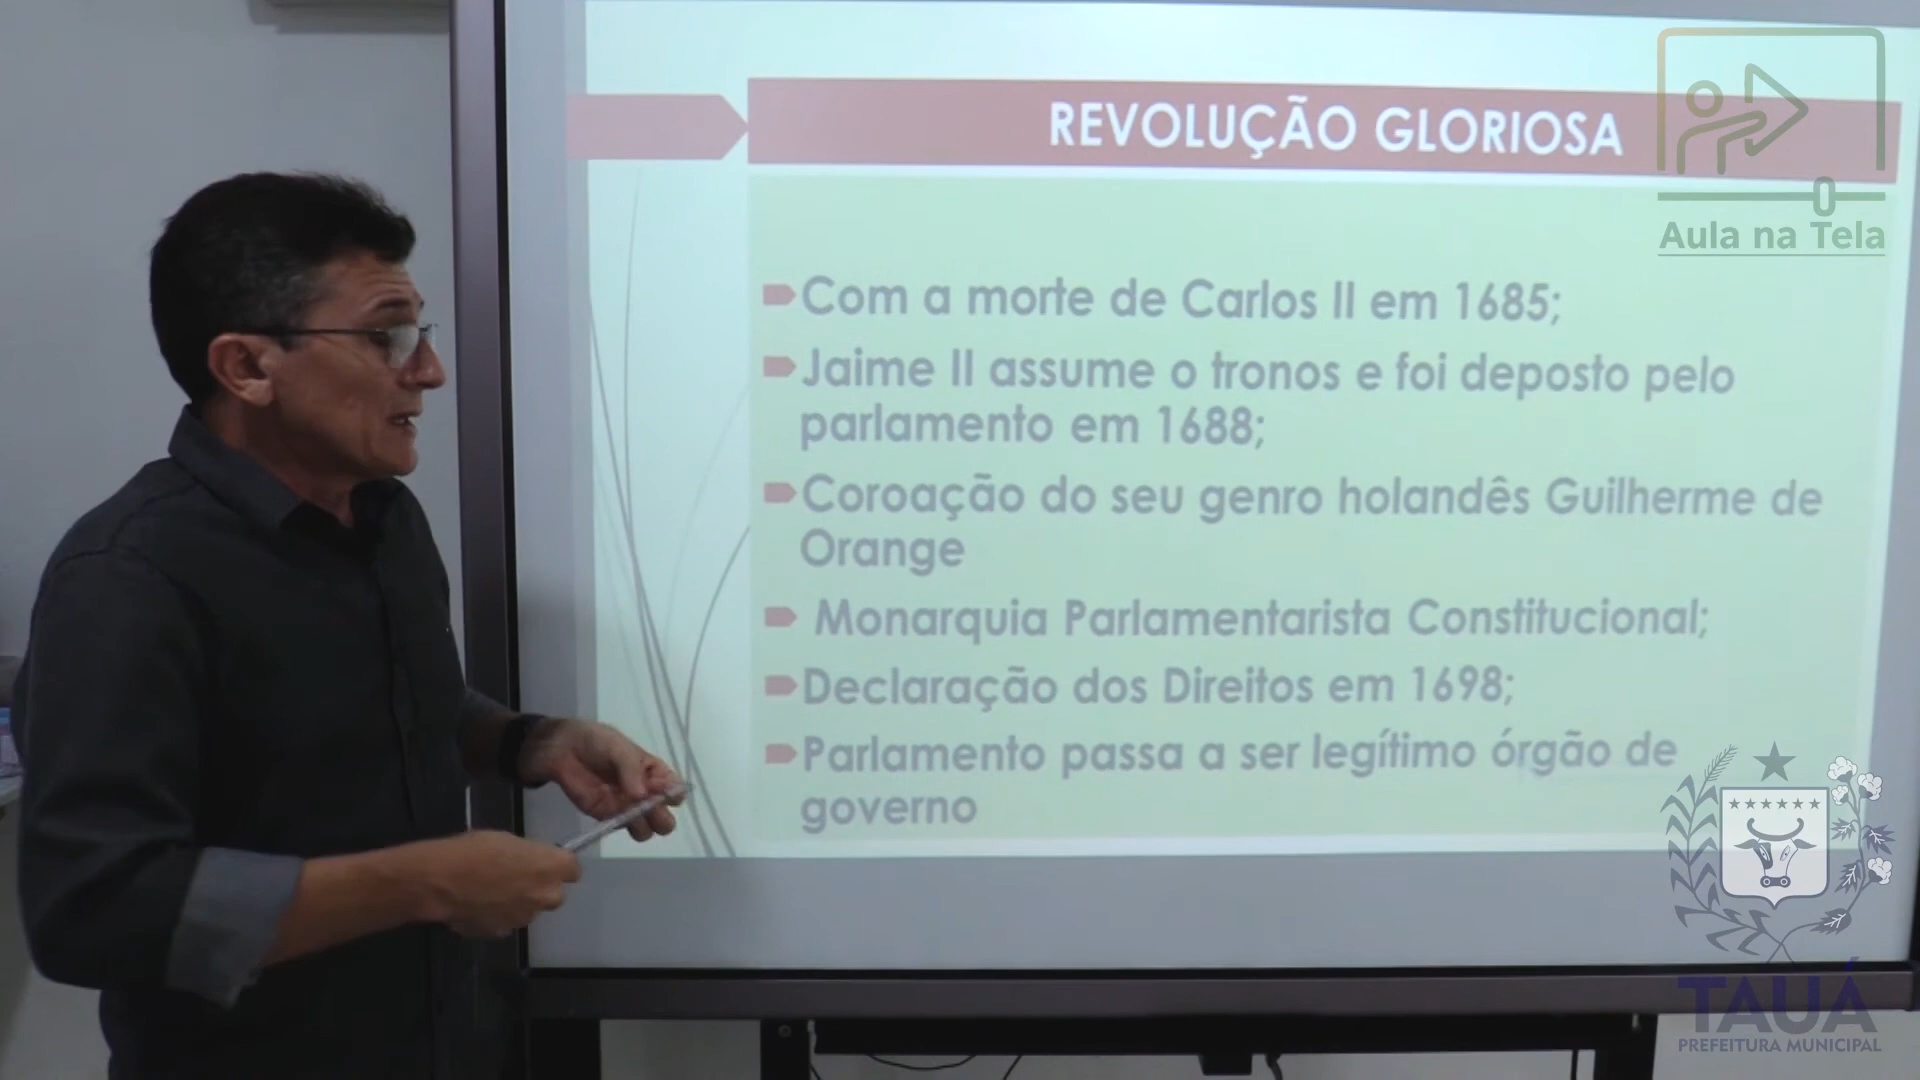 REVOLUÇÃO GLORIOSA
Aula na Tela
Com a morte de Carlos II em 1685;
Jaime II assume o tronos e foi deposto pelo
parlamento em 1688;
Coroação do seu genro holandês Guilherme de
Orange
Monarquia Parlamentarista Constitucional;
Declaração dos Direitos em 1698;
Parlamento passa a ser legítimo órgão de
governo
TAUÁ
PREFEITURA MUNICIPAL